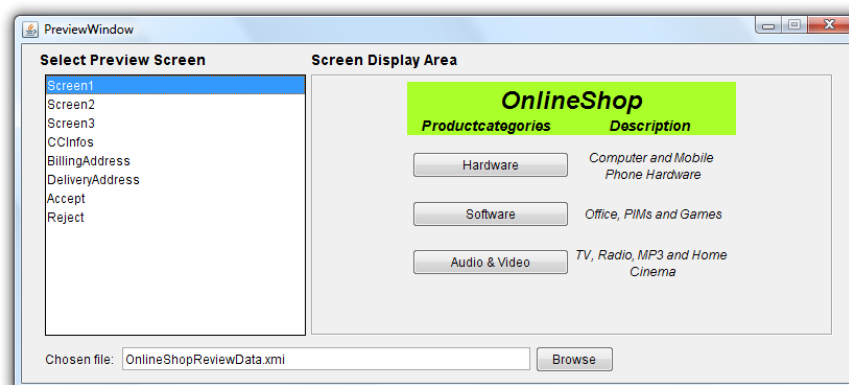 PreviewWindow
Select Preview Screen
Screen Display Area
Screen1
Screen2
Screen3
CCInfos
BillingAddress
DeliveryAddress
Accept
Reject
OnlineShop
Productcategories Description
Hardware
Computer and Mobile
Phone Hardware
Software
Office, PIMs and Games
Audio & Video
TV, Radio, MP3 and Home
Cinema
Chosen file: OnlineShopReviewData.xmi Browse